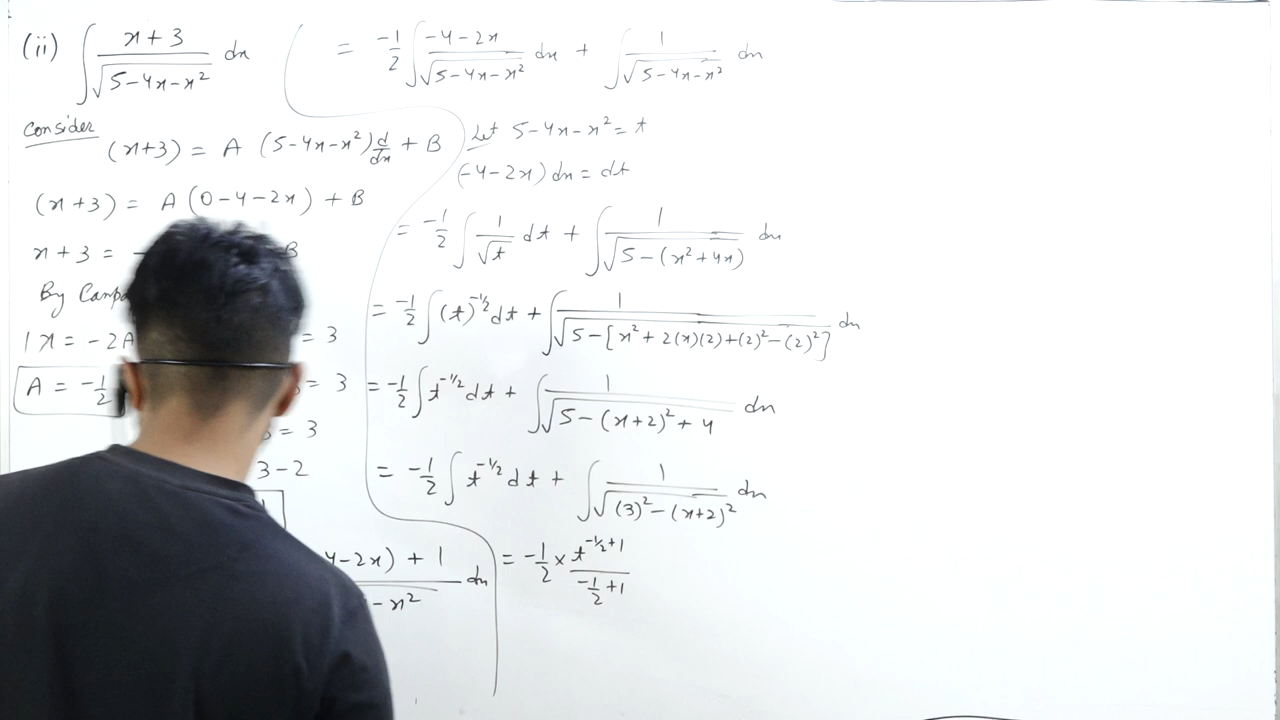 (ii) ∫ x+3 / √5-4x-x² dx
Consider
(x+3) = A (5-4x-x²) d/dx + B
(x+3) = A (0-4-2x) + B
x+3 = - B
By
1x = -2A = 3
A = -1/2 = 3
= 3
3-2
4-2x) + 1
-x² dx
= -1/2 ∫ -4-2x / √5-4x-x² dx + ∫ 1 / √5-4x-x² dx
Let 5-4x-x² = t
(-4-2x) dx = dt
= -1/2 ∫ 1/√t dt + ∫ 1 / √5-(x²+4x) dx
= -1/2 ∫ (t)^-1/2 dt + ∫ 1 / √5-[x²+2(x)(2)+(2)²-(2)²] dx
= -1/2 ∫ t^-1/2 dt + ∫ 1 / √5-(x+2)²+4 dx
= -1/2 ∫ t^-1/2 dt + ∫ 1 / √(3)²-(x+2)² dx
= -1/2 × t^-1/2+1 / -1/2+1